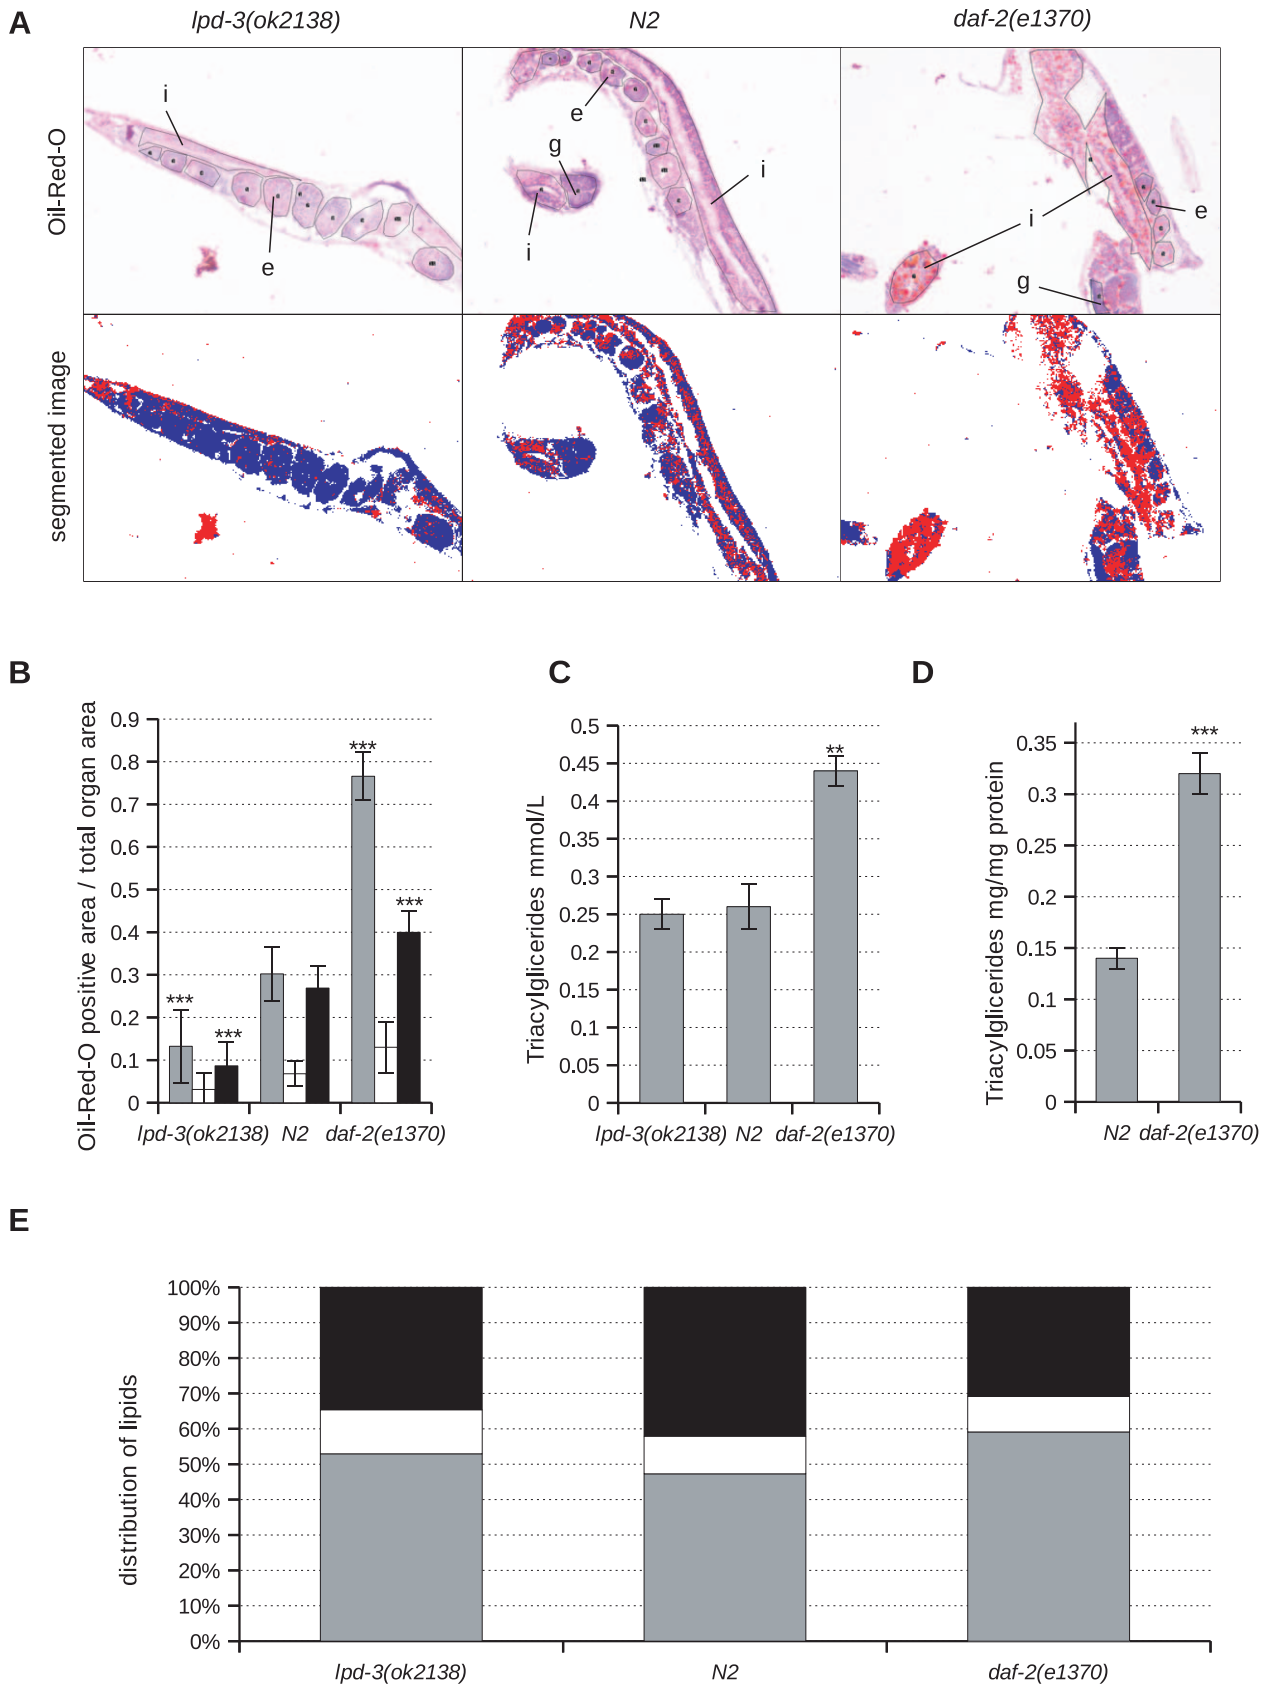 A
lpd-3(ok2138)
N2
daf-2(e1370)
Oil-Red-O
i
e
e
g
i
i
i
e
g
segmented image
B
Oil-Red-O positive area / total organ area
0.9
0.8
0.7
0.6
0.5
0.4
0.3
0.2
0.1
0
***
***
***
***
lpd-3(ok2138) N2 daf-2(e1370)
C
Triacylglicerides mmol/L
0.5
0.45
0.4
0.35
0.3
0.25
0.2
0.15
0.1
0.05
0
**
lpd-3(ok2138) N2 daf-2(e1370)
D
Triacylglicerides mg/mg protein
0.35
0.3
0.25
0.2
0.15
0.1
0.05
0
***
N2 daf-2(e1370)
E
distribution of lipids
100%
90%
80%
70%
60%
50%
40%
30%
20%
10%
0%
lpd-3(ok2138)
N2
daf-2(e1370)